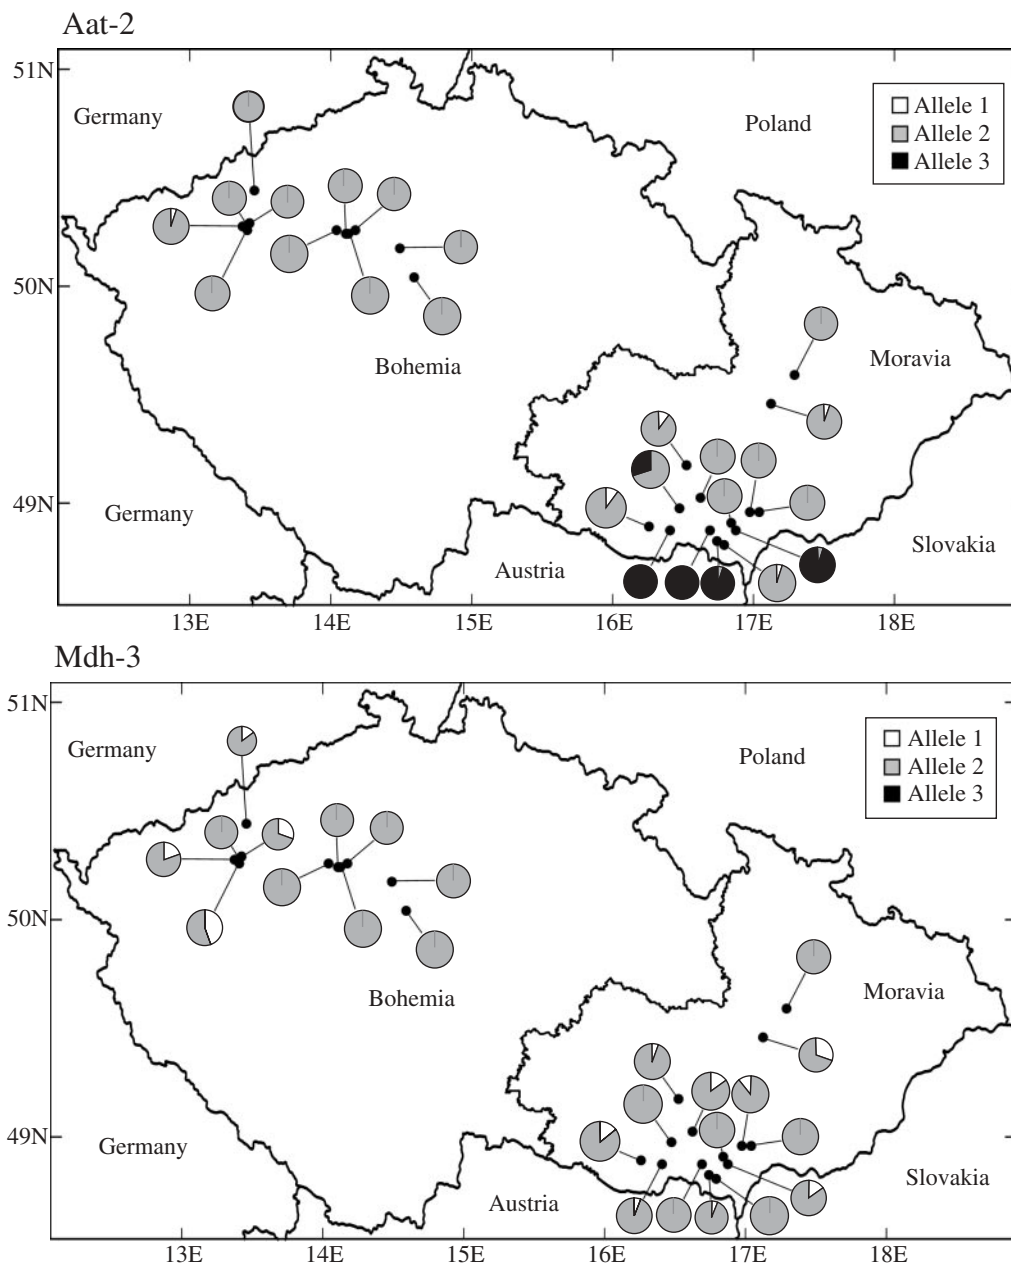 Aat-2
51N
Germany
Poland
Allele 1
Allele 2
Allele 3
50N
Bohemia
Moravia
49N
Germany
Austria
Slovakia
13E 14E 15E 16E 17E 18E
Mdh-3
51N
Germany
Poland
Allele 1
Allele 2
Allele 3
50N
Bohemia
Moravia
49N
Germany
Austria
Slovakia
13E 14E 15E 16E 17E 18E